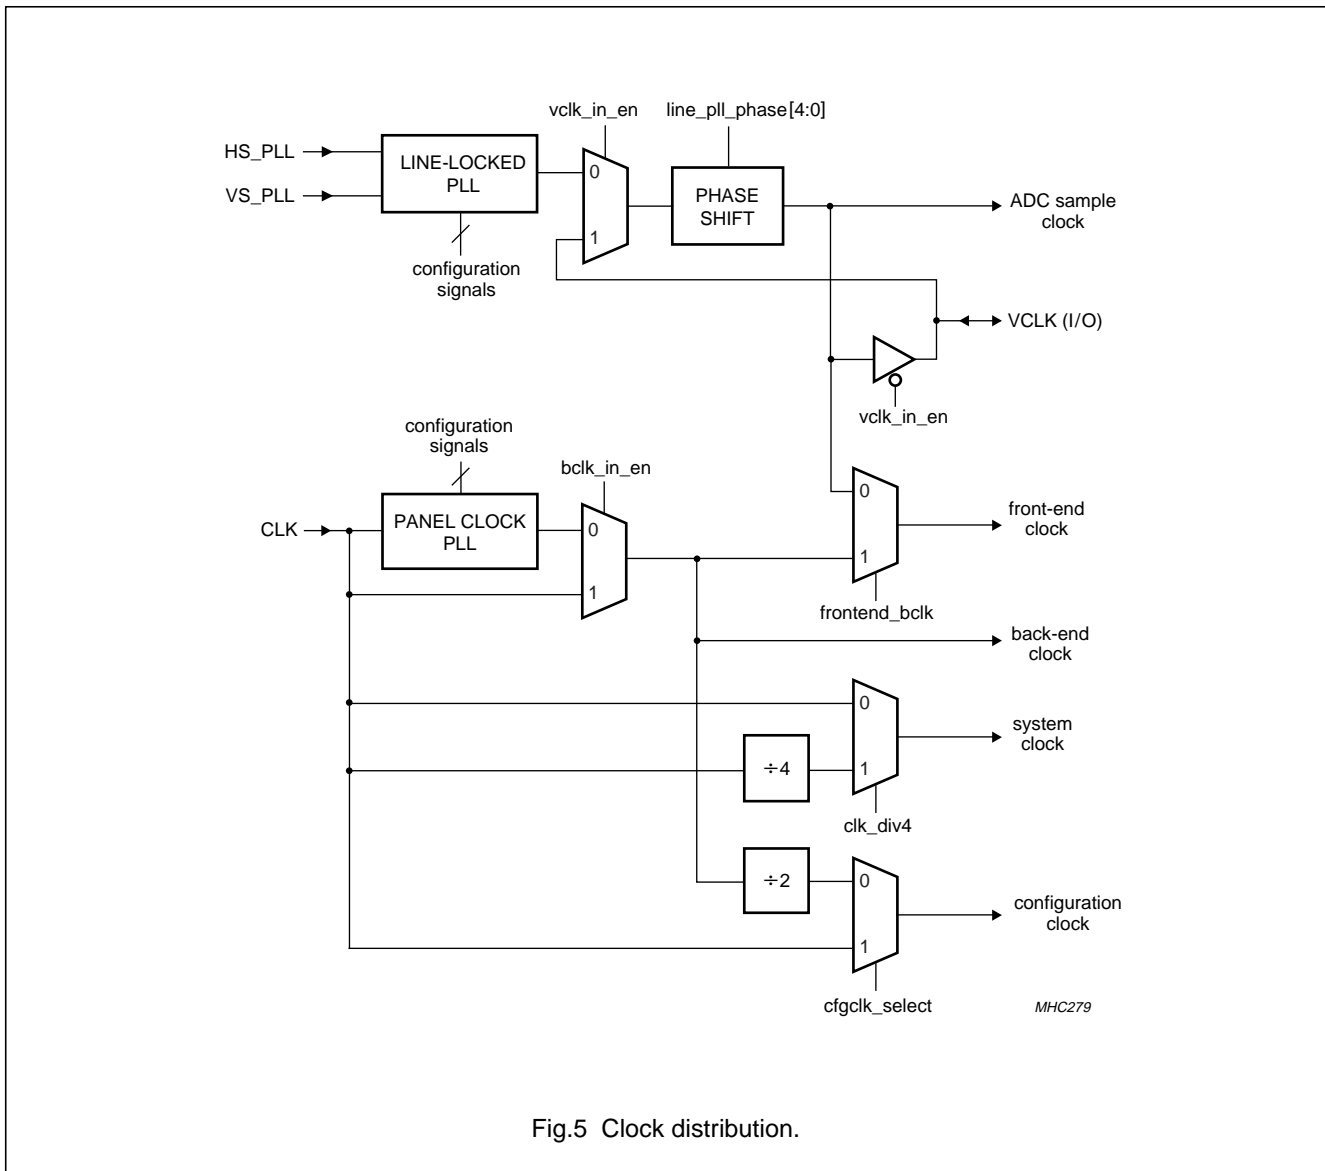 vclk_in_en
line_pll_phase[4:0]
HS_PLL
VS_PLL
LINE-LOCKED
PLL
0
1
PHASE
SHIFT
ADC sample
clock
configuration
signals
VCLK (I/O)
vclk_in_en
configuration
signals
bclk_in_en
CLK
PANEL CLOCK
PLL
0
1
0
1
front-end
clock
frontend_bclk
back-end
clock
0
1
÷4
system
clock
clk_div4
÷2
0
1
configuration
clock
cfgclk_select
MHC279
Fig.5 Clock distribution.